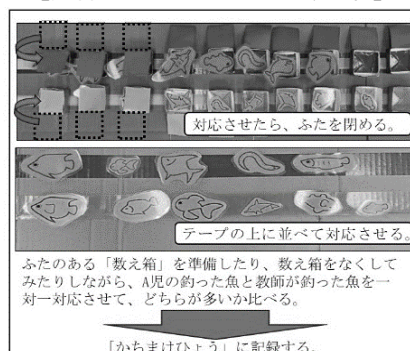 対応させたら、ふたを閉める。
テープの上に並べて対応させる。
ふたのある「数え箱」を準備したり、数え箱をなくして
みたりしながら、A児の釣った魚と教師が釣った魚を一
対一対応させて、どちらが多いか比べる。
「かちまけひょう」に記録する。